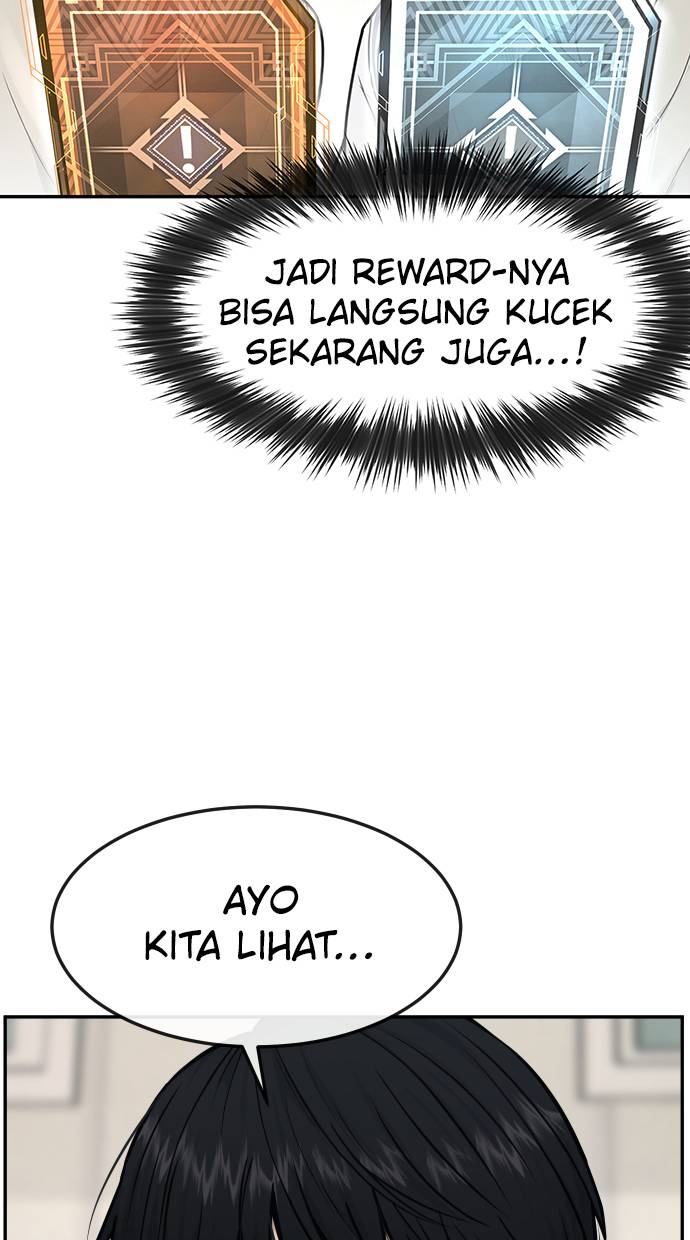 !
!
JADI REWARD-NYA
BISA LANGSUNG KUCEK
SEKARANG JUGA...!
AYO
KITA LIHAT...